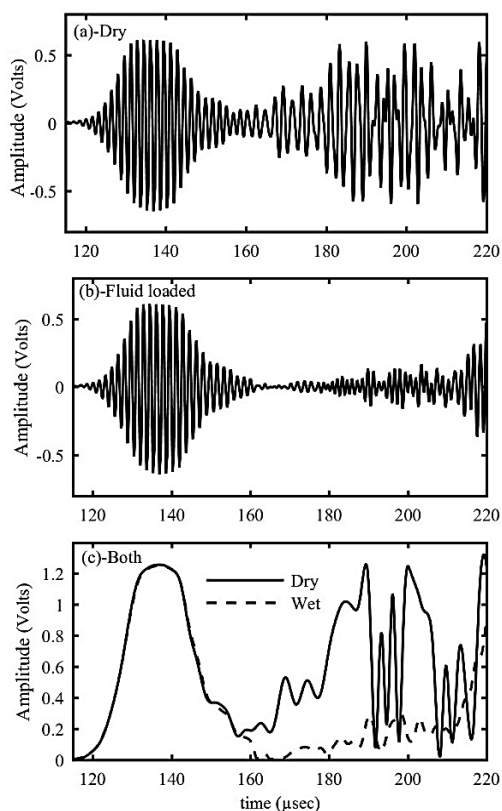 (a)-Dry
Amplitude (Volts)
0.5
0
-0.5
120 140 160 180 200 220
(b)-Fluid loaded
Amplitude (Volts)
0.5
0
-0.5
120 140 160 180 200 220
(c)-Both
Dry
Wet
Amplitude (Volts)
1.2
1
0.8
0.6
0.4
0.2
0
120 140 160 180 200 220
time (μsec)